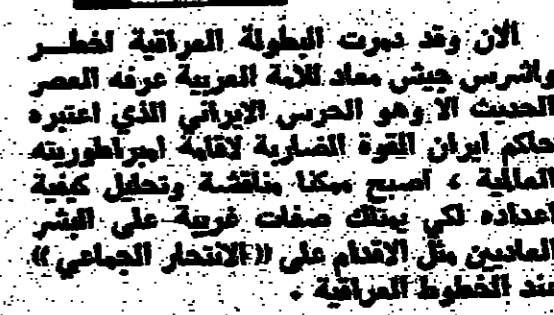 الان وقد دمرت البطولة العراقية اخطر
واشرس جيش معاد للامة العربية عرفه العصر
الحديث الا وهو الحرس الايراني الذي اعتبره
حاكم ايران القوة الضاربة لاقامة امبراطوريته
العالمية ، اصبح ممكنا مناقشة وتحليل كيفية
اعداده لكي يمتلك صفات غريبة على البشر
العاديين مثل الاقدام على ((الانتحار الجماعي))
عند الخطوط العراقية .